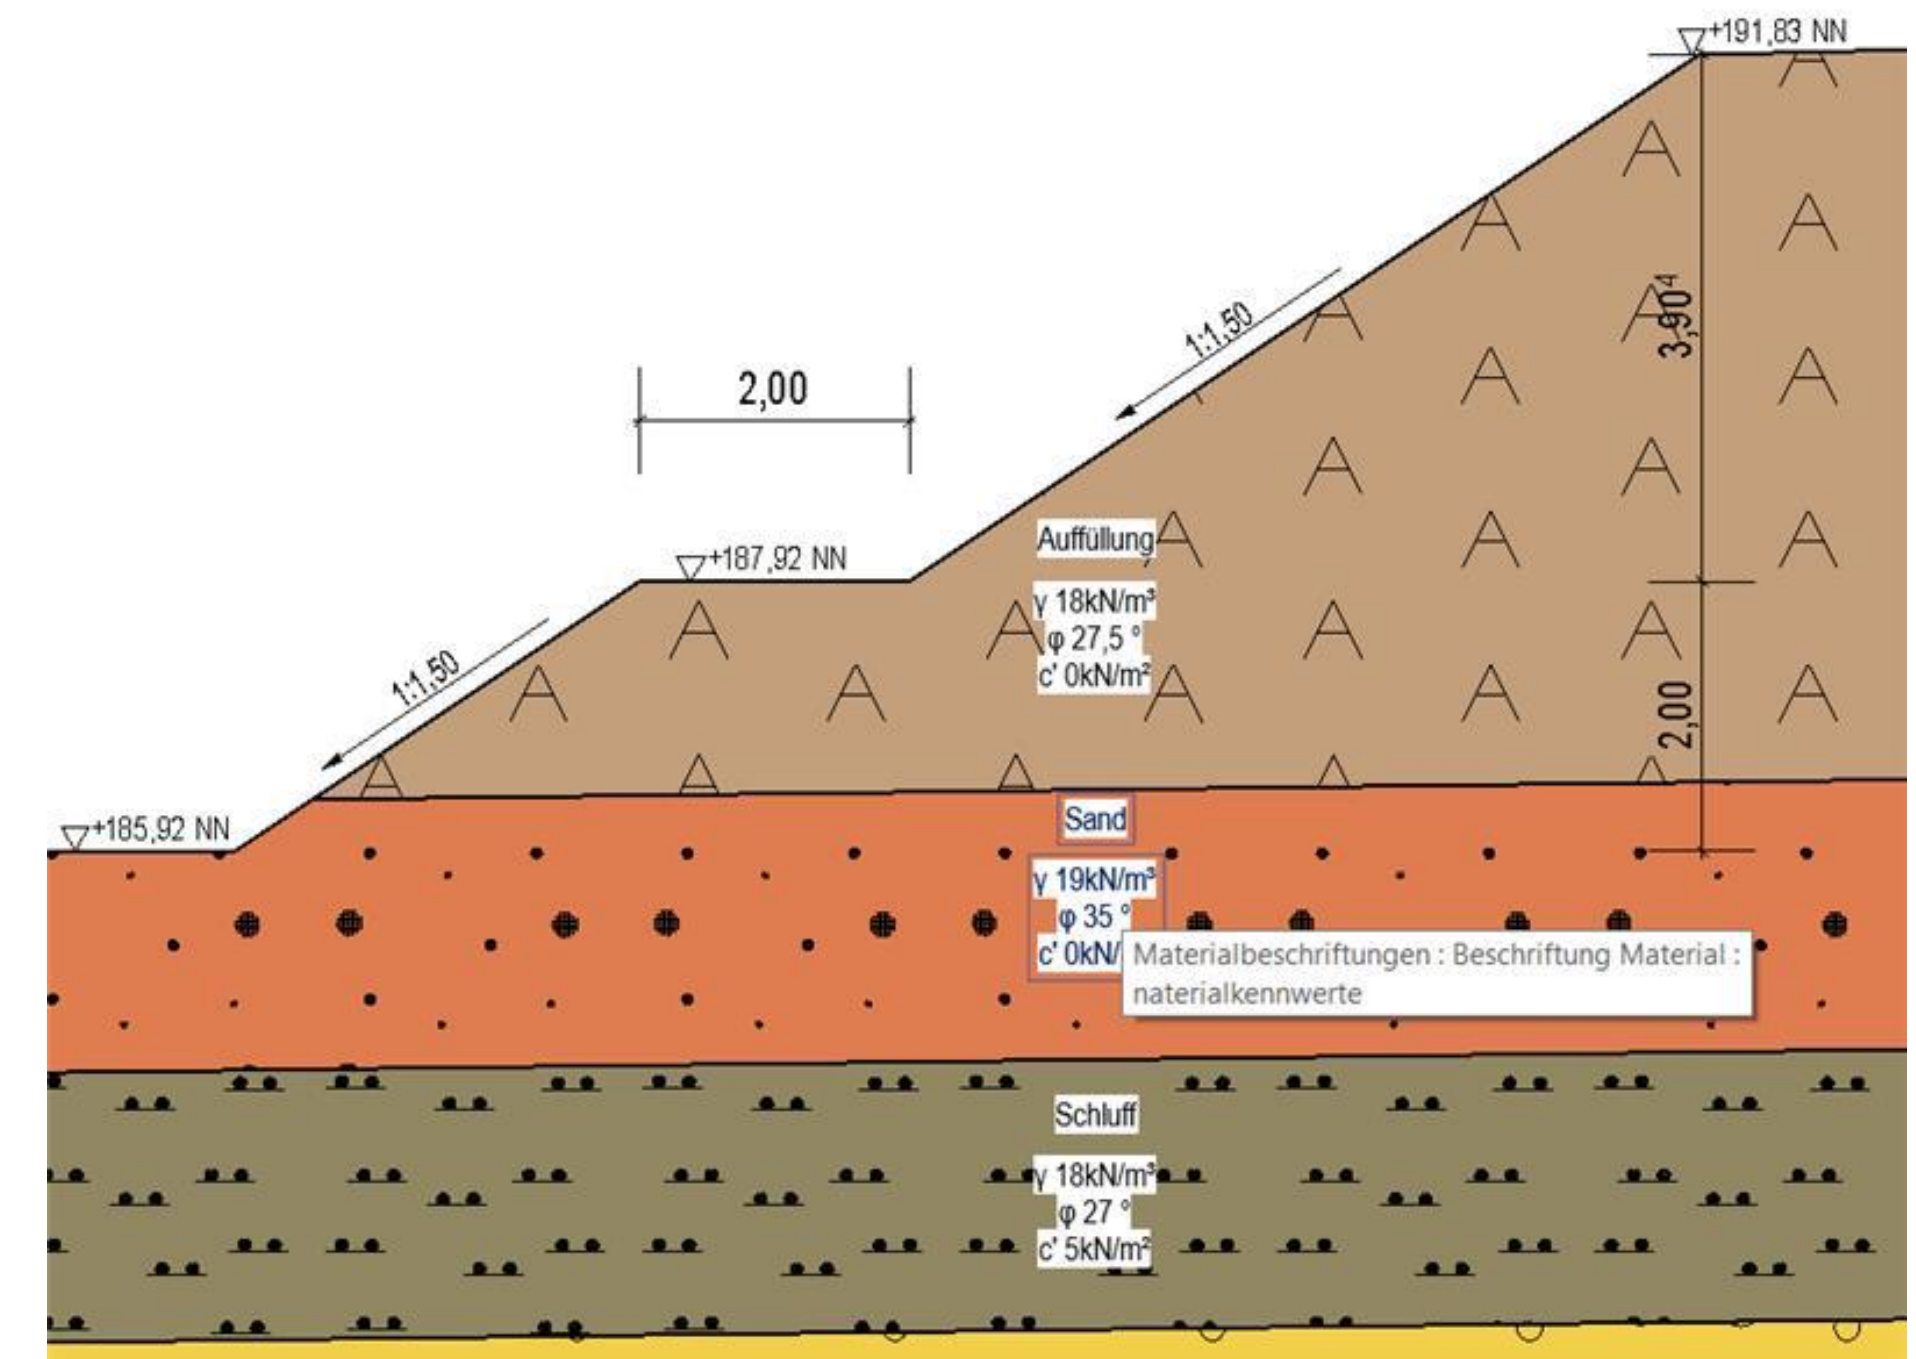 +191,83 NN
1:1,50
3,90⁴
2,00
+187,92 NN
Auffüllung
γ 18kN/m³
φ 27,5 °
c' 0kN/m²
1:1,50
2,00
+185,92 NN
Sand
γ 19kN/m³
φ 35 °
c' 0kN/
Materialbeschriftungen : Beschriftung Material :
naterialkennwerte
Schluff
γ 18kN/m³
φ 27 °
c' 5kN/m²